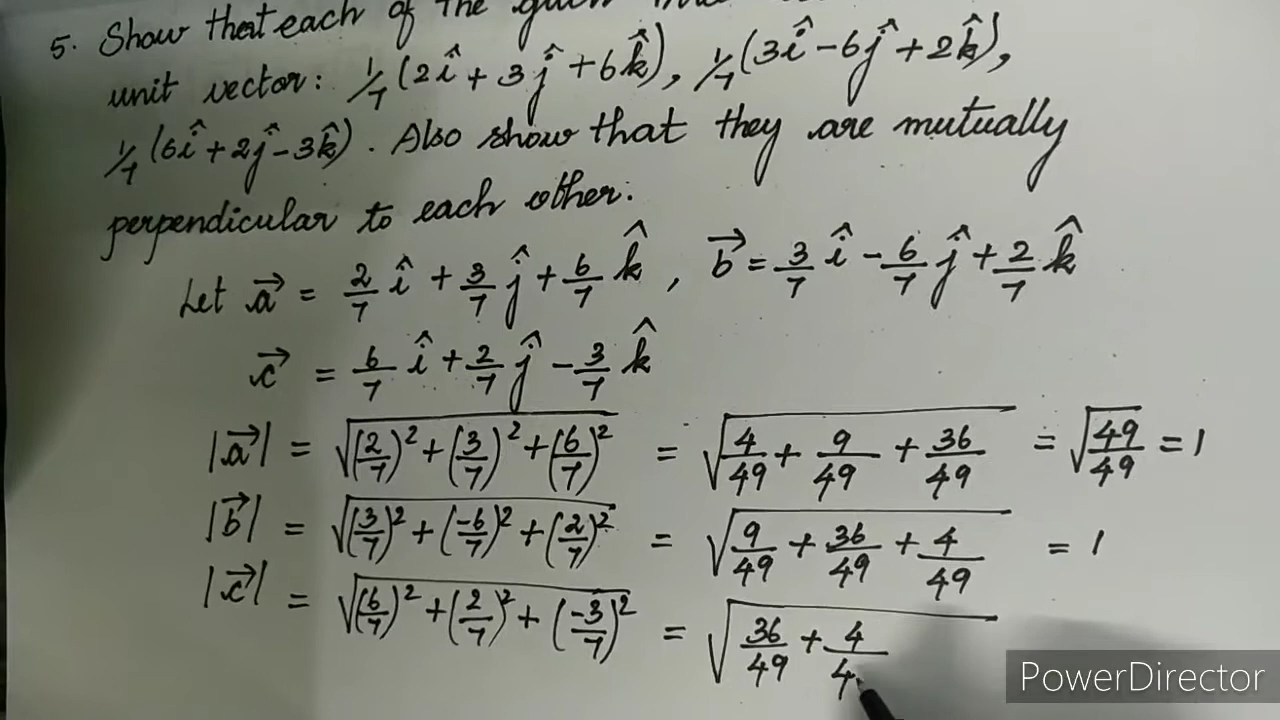 5. Show that each of the given
unit vector: 1/7 (2î + 3ĵ + 6k̂), 1/7 (3î − 6ĵ + 2k̂),
1/7 (6î + 2ĵ − 3k̂). Also show that they are mutually
perpendicular to each other.
Let a⃗ = 2/7 î + 3/7 ĵ + 6/7 k̂ , b⃗ = 3/7 î − 6/7 ĵ + 2/7 k̂
c⃗ = 6/7 î + 2/7 ĵ − 3/7 k̂
|a⃗| = √((2/7)² + (3/7)² + (6/7)²) = √(4/49 + 9/49 + 36/49) = √(49/49) = 1
|b⃗| = √((3/7)² + (−6/7)² + (2/7)²) = √(9/49 + 36/49 + 4/49) = 1
|c⃗| = √((6/7)² + (2/7)² + (−3/7)²) = √(36/49 + 4/4
PowerDirector